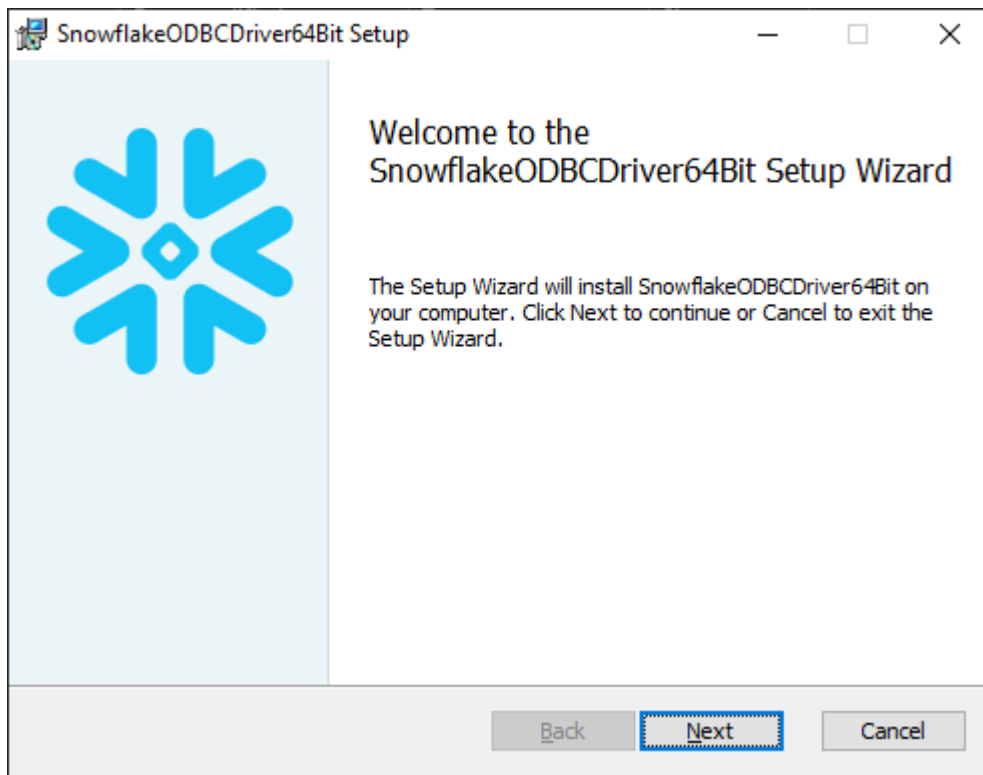 SnowflakeODBCDriver64Bit Setup
Welcome to the
SnowflakeODBCDriver64Bit Setup Wizard
The Setup Wizard will install SnowflakeODBCDriver64Bit on
your computer. Click Next to continue or Cancel to exit the
Setup Wizard.
Back Next Cancel